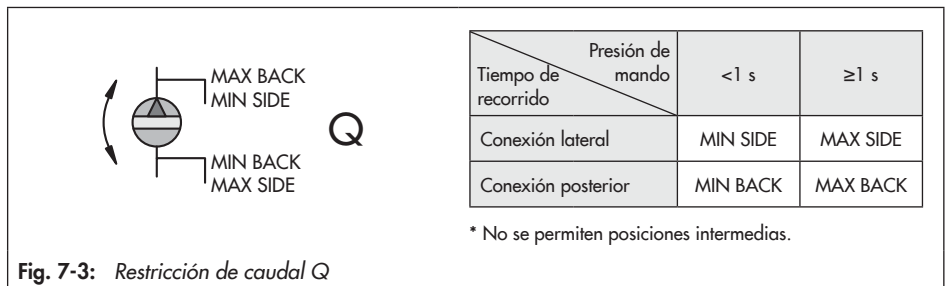 MAX BACK
MIN SIDE
Q
MIN BACK
MAX SIDE
Presión de
mando
Tiempo de
recorrido
<1 s
≥1 s
Conexión lateral
MIN SIDE
MAX SIDE
Conexión posterior
MIN BACK
MAX BACK
* No se permiten posiciones intermedias.
Fig. 7-3: Restricción de caudal Q